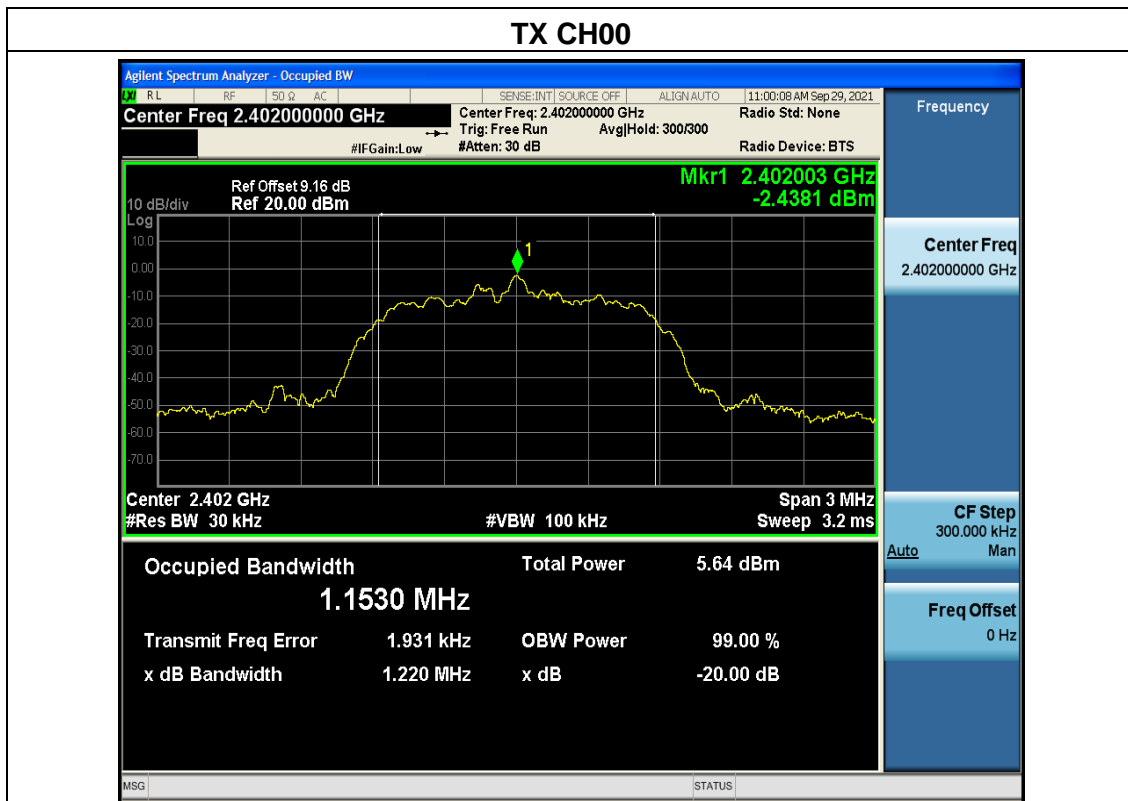 TX CH00
Agilent Spectrum Analyzer - Occupied BW
LXI RL RF 50 Ω AC SENSE:INT SOURCE OFF ALIGNAUTO 11:00:08 AM Sep 29, 2021
Center Freq 2.402000000 GHz
Center Freq: 2.402000000 GHz
Radio Std: None
Trig: Free Run Avg|Hold: 300/300
#IFGain:Low
#Atten: 30 dB
Radio Device: BTS
Ref Offset 9.16 dB
Ref 20.00 dBm
Mkr1 2.402003 GHz
-2.4381 dBm
10 dB/div
Log
10.0
0.00
-10.0
-20.0
-30.0
-40.0
-50.0
-60.0
-70.0
1
Center 2.402 GHz
Span 3 MHz
#Res BW 30 kHz
#VBW 100 kHz
Sweep 3.2 ms
Occupied Bandwidth
1.1530 MHz
Total Power 5.64 dBm
Transmit Freq Error 1.931 kHz
OBW Power 99.00 %
x dB Bandwidth 1.220 MHz
x dB -20.00 dB
MSG
STATUS
Frequency
Center Freq
2.402000000 GHz
CF Step
300.000 kHz
Auto Man
Freq Offset
0 Hz